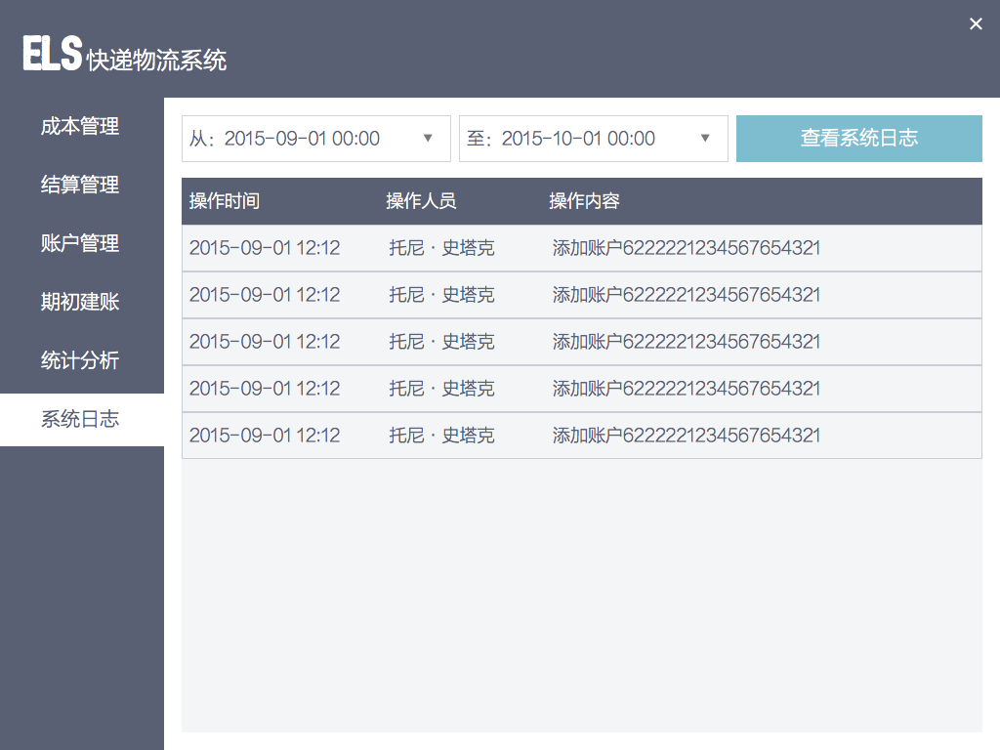 ×
ELS 快递物流系统
成本管理
结算管理
账户管理
期初建账
统计分析
系统日志
从：2015-09-01 00:00 ▼
至：2015-10-01 00:00 ▼
查看系统日志
操作时间 操作人员 操作内容
2015-09-01 12:12 托尼·史塔克 添加账户6222221234567654321
2015-09-01 12:12 托尼·史塔克 添加账户6222221234567654321
2015-09-01 12:12 托尼·史塔克 添加账户6222221234567654321
2015-09-01 12:12 托尼·史塔克 添加账户6222221234567654321
2015-09-01 12:12 托尼·史塔克 添加账户6222221234567654321